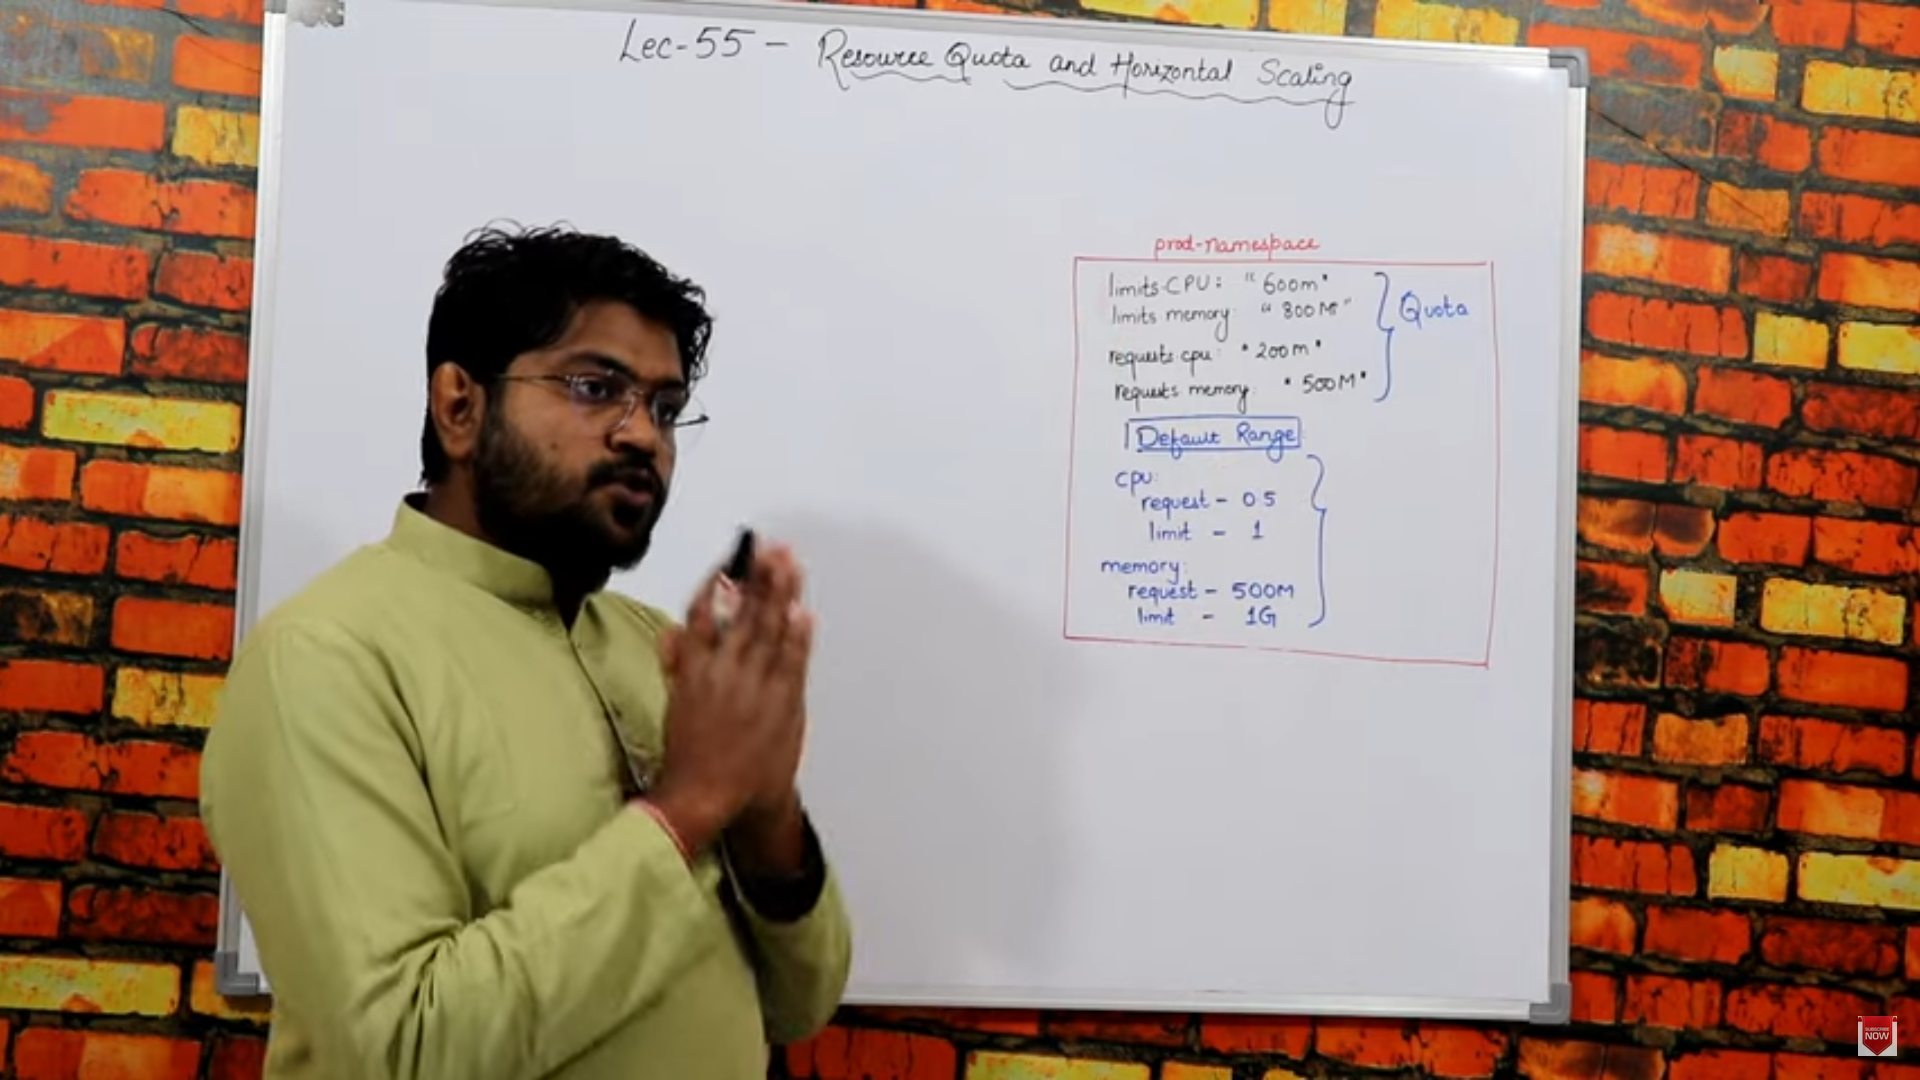 Lec-55 - Resource Quota and Horizontal Scaling
prod-namespace
limits CPU: "600m"
limits memory: "800M"
requests cpu: "200m"
requests memory: "500M"
Quota
Default Range
cpu:
request - 0.5
limit - 1
memory:
request - 500M
limit - 1G
SUBSCRIBE
NOW